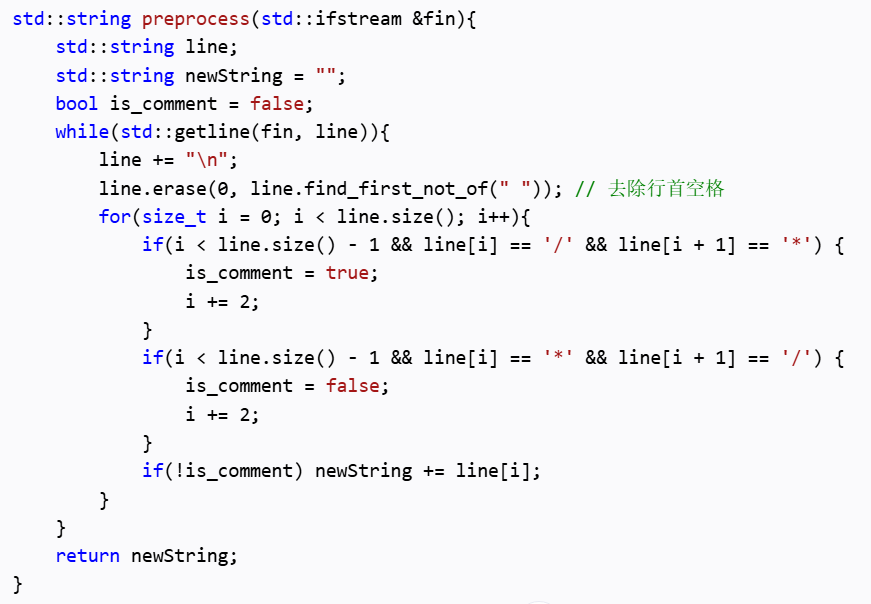 std::string preprocess(std::ifstream &fin){
    std::string line;
    std::string newString = "";
    bool is_comment = false;
    while(std::getline(fin, line)){
        line += "\n";
        line.erase(0, line.find_first_not_of(" ")); // 去除行首空格
        for(size_t i = 0; i < line.size(); i++){
            if(i < line.size() - 1 && line[i] == '/' && line[i + 1] == '*') {
                is_comment = true;
                i += 2;
            }
            if(i < line.size() - 1 && line[i] == '*' && line[i + 1] == '/') {
                is_comment = false;
                i += 2;
            }
            if(!is_comment) newString += line[i];
        }
    }
    return newString;
}